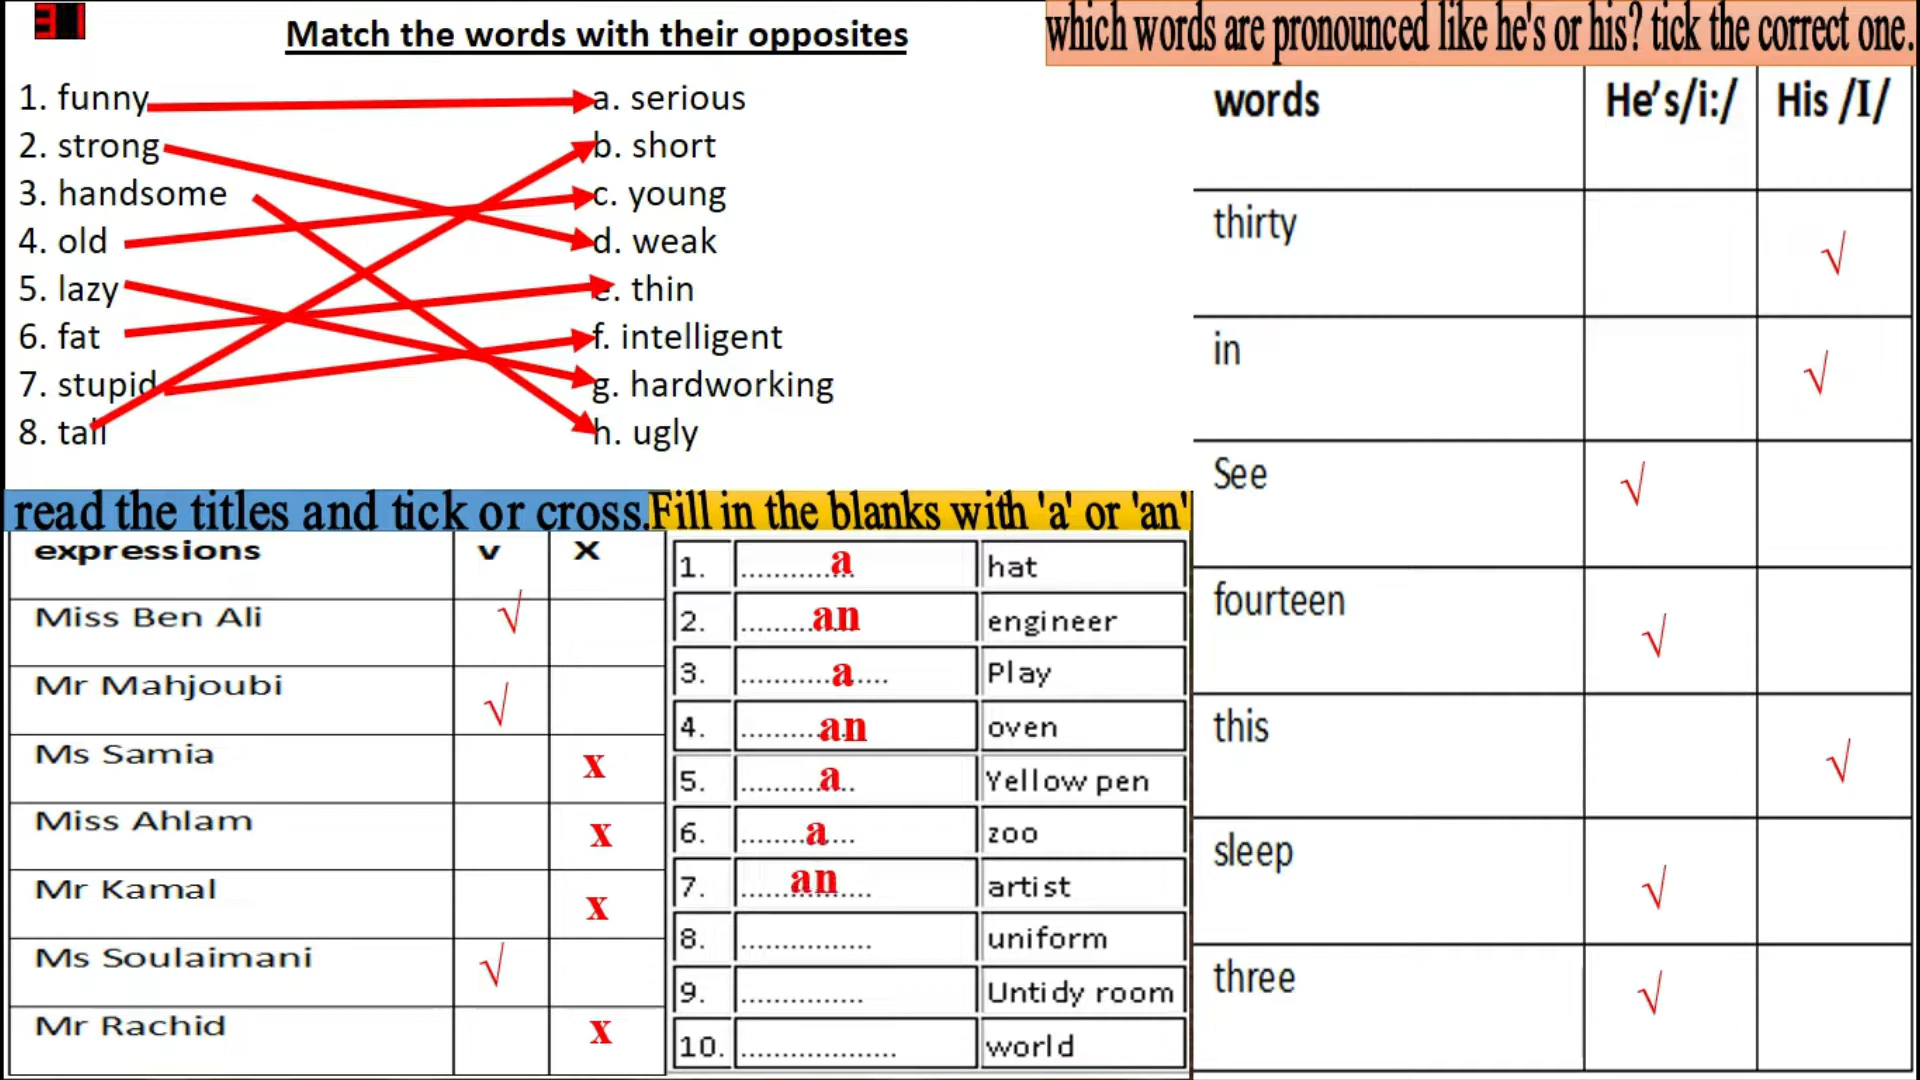 31
Match the words with their opposites
1. funny
2. strong
3. handsome
4. old
5. lazy
6. fat
7. stupid
8. tall
a. serious
b. short
c. young
d. weak
e. thin
f. intelligent
g. hardworking
h. ugly
which words are pronounced like he's or his? tick the correct one.
words He's/i:/ His /I/
thirty √
in √
See √
fourteen √
this √
sleep √
three √
read the titles and tick or cross.
expressions v X
Miss Ben Ali √
Mr Mahjoubi √
Ms Samia x
Miss Ahlam x
Mr Kamal x
Ms Soulaimani √
Mr Rachid x
Fill in the blanks with 'a' or 'an'
1. ............a.. hat
2. .........an.. engineer
3. ...........a..... Play
4. .........an oven
5. .........a.... Yellow pen
6. ........a.... zoo
7. ......an.... artist
8. ................ uniform
9. ............... Untidy room
10. ................... world